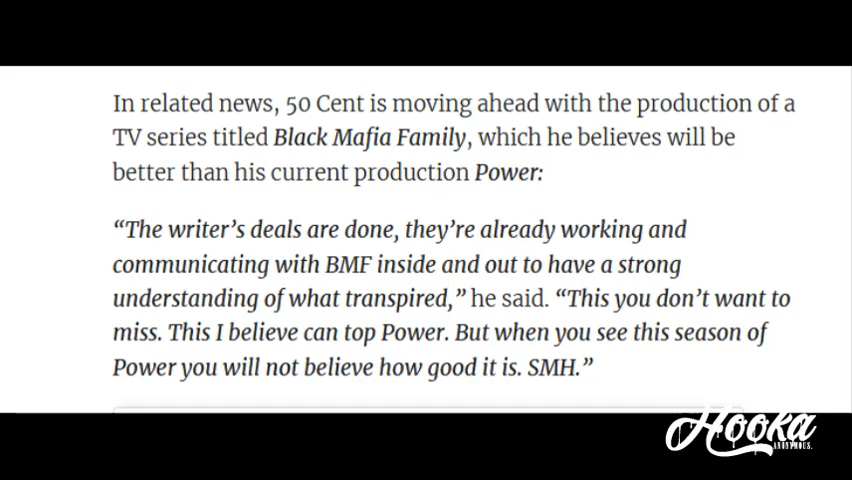 In related news, 50 Cent is moving ahead with the production of a
TV series titled Black Mafia Family, which he believes will be
better than his current production Power:
“The writer’s deals are done, they’re already working and
communicating with BMF inside and out to have a strong
understanding of what transpired,” he said. “This you don’t want to
miss. This I believe can top Power. But when you see this season of
Power you will not believe how good it is. SMH.”
Hooka
ANONYMOUS.